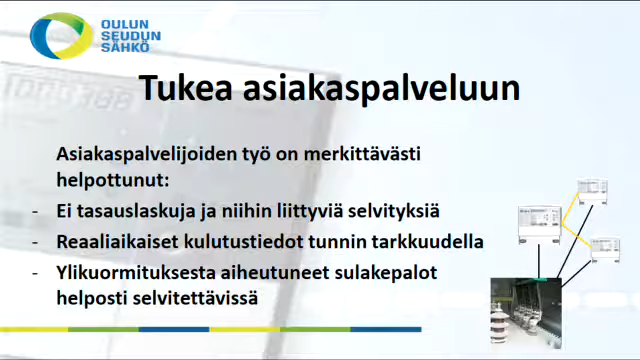 OULUN
SEUDUN
SÄHKÖ
Tukea asiakaspalveluun
Asiakaspalvelijoiden työ on merkittävästi
helpottunut:
- Ei tasauslaskuja ja niihin liittyviä selvityksiä
- Reaaliaikaiset kulutustiedot tunnin tarkkuudella
- Ylikuormituksesta aiheutuneet sulakepalot
helposti selvitettävissä